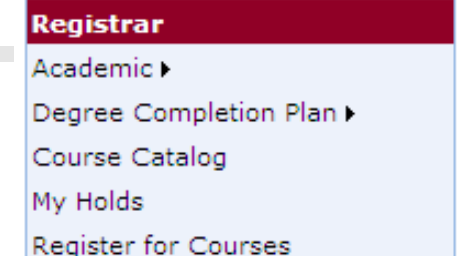 Registrar
Academic
Degree Completion Plan
Course Catalog
My Holds
Register for Courses